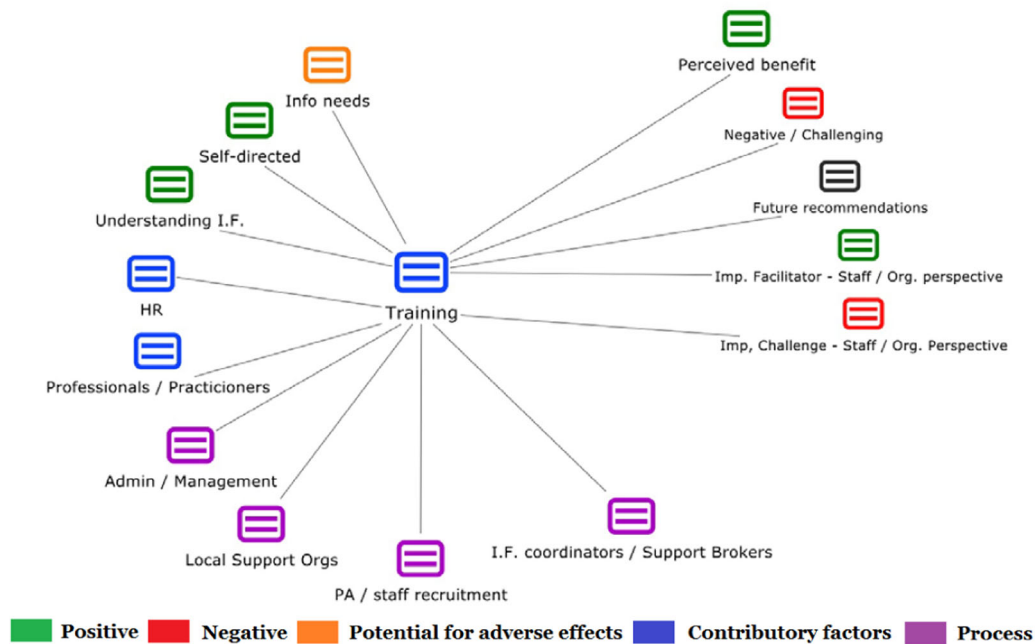 Perceived benefit
Info needs
Negative / Challenging
Self-directed
Future recommendations
Understanding I.F.
Imp. Facilitator - Staff / Org. perspective
HR
Training
Imp, Challenge - Staff / Org. Perspective
Professionals / Practicioners
Admin / Management
Local Support Orgs
I.F. coordinators / Support Brokers
PA / staff recruitment
Positive Negative Potential for adverse effects Contributory factors Process